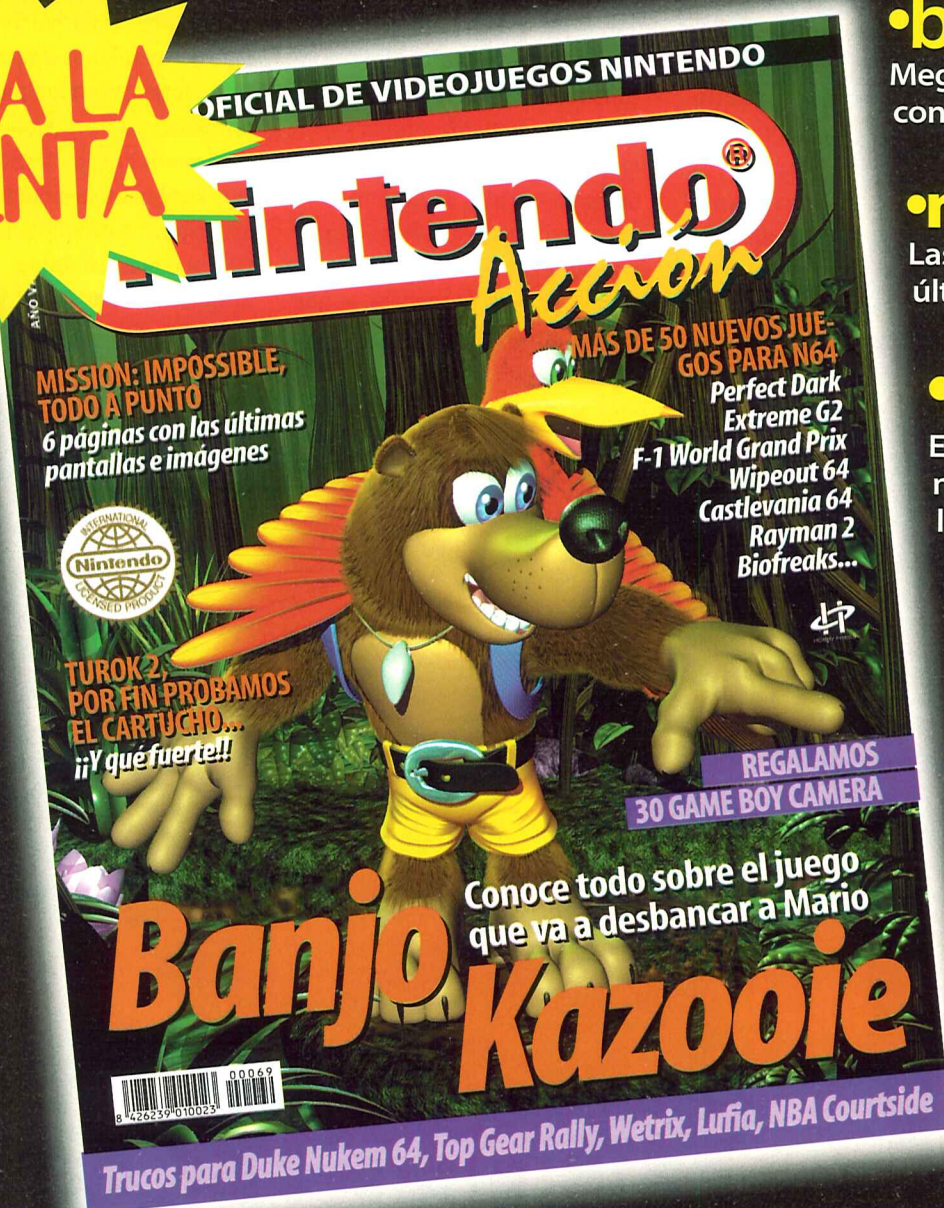 A LA
NTA
OFICIAL DE VIDEOJUEGOS NINTENDO
Nintendo®
Acción
AÑO
MISSION: IMPOSSIBLE,
TODO A PUNTO
6 páginas con las últimas
pantallas e imágenes
MÁS DE 50 NUEVOS JUE-
GOS PARA N64
Perfect Dark
Extreme G2
F-1 World Grand Prix
Wipeout 64
Castlevania 64
Rayman 2
Biofreaks...
INTERNATIONAL
Nintendo
LICENSED PRODUCT
HOBBY PRESS
TUROK 2,
POR FIN PROBAMOS
EL CARTUCHO...
¡¡Y qué fuerte!!
REGALAMOS
30 GAME BOY CAMERA
Conoce todo sobre el juego
que va a desbancar a Mario
Banjo
Kazooie
00069
8 426239 010023
Trucos para Duke Nukem 64, Top Gear Rally, Wetrix, Lufia, NBA Courtside
•b
Meg
con
Las
últ